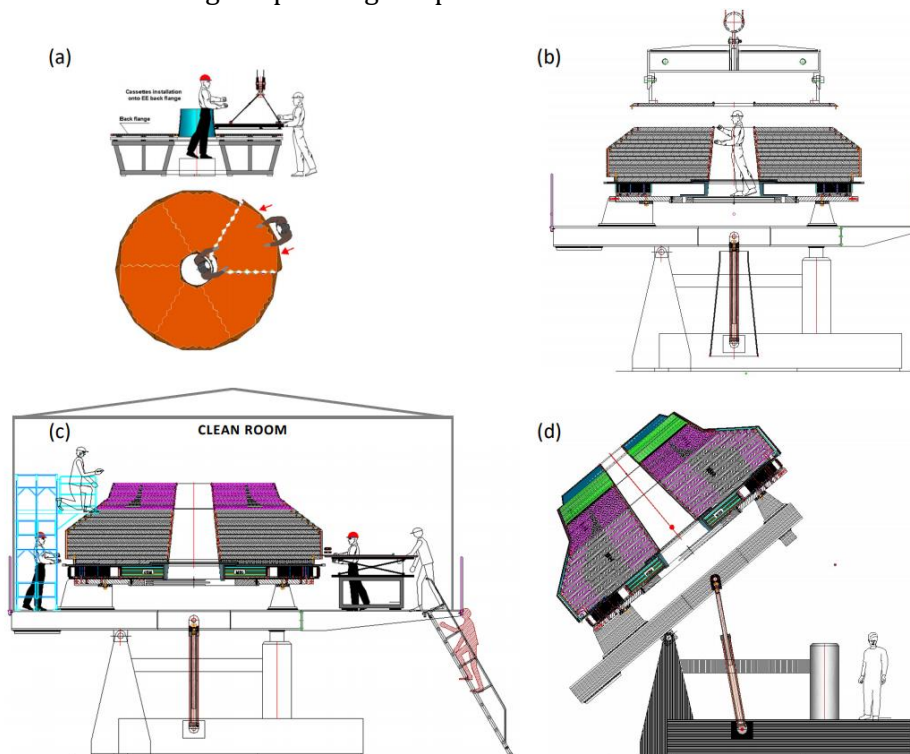 (a)
Cassettes installation
onto EE back flange
Back flange
(b)
(c)
CLEAN ROOM
(d)